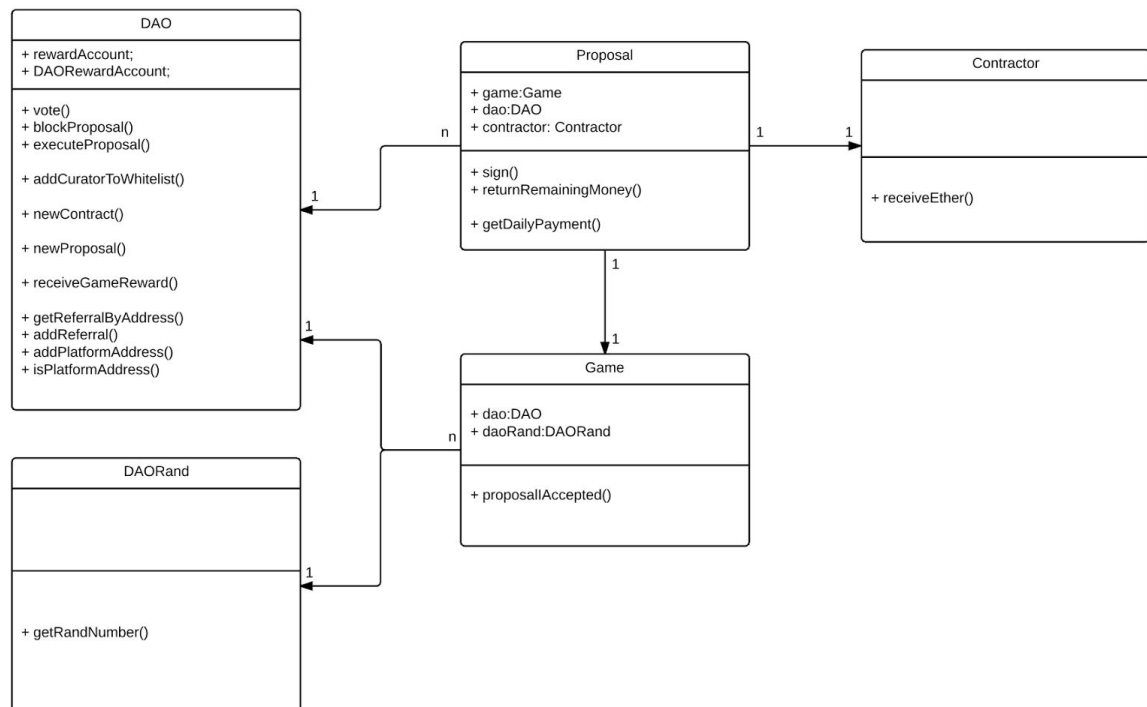 DAO
+ rewardAccount;
+ DAORewardAccount;
+ vote()
+ blockProposal()
+ executeProposal()
+ addCuratorToWhitelist()
+ newContract()
+ newProposal()
+ receiveGameReward()
+ getReferralByAddress()
+ addReferral()
+ addPlatformAddress()
+ isPlatformAddress()
n
1
Proposal
+ game:Game
+ dao:DAO
+ contractor: Contractor
+ sign()
+ returnRemainingMoney()
+ getDailyPayment()
1
1
Contractor
+ receiveEther()
1
1
Game
+ dao:DAO
+ daoRand:DAORand
+ proposallAccepted()
1
n
1
DAORand
+ getRandNumber()